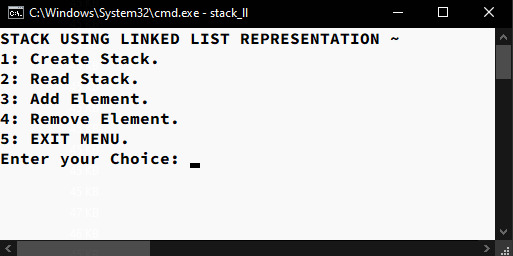 C:\Windows\System32\cmd.exe - stack_ll
STACK USING LINKED LIST REPRESENTATION ~
1: Create Stack.
2: Read Stack.
3: Add Element.
4: Remove Element.
5: EXIT MENU.
Enter your Choice: